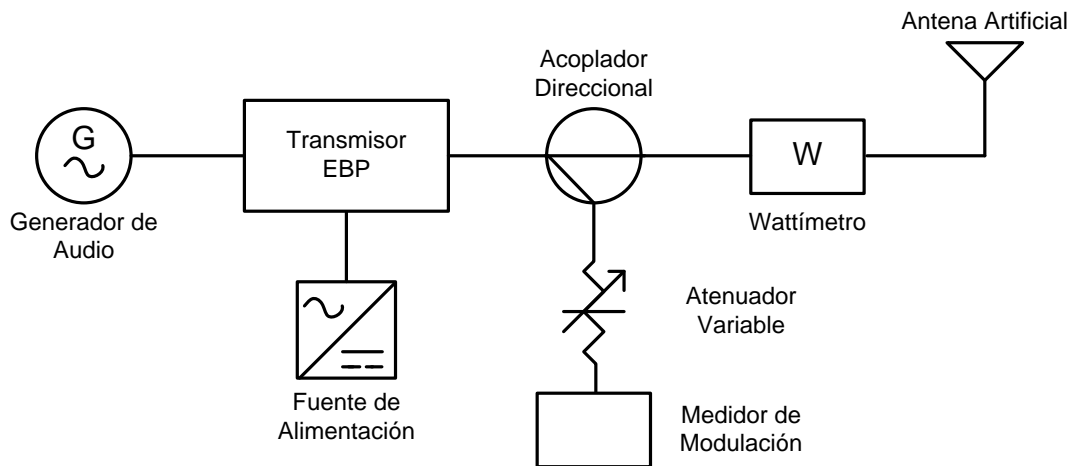 Antena Artificial
Acoplador
Direccional
G
Transmisor
EBP
W
Generador de
Audio
Wattímetro
Atenuador
Variable
Fuente de
Alimentación
Medidor de
Modulación